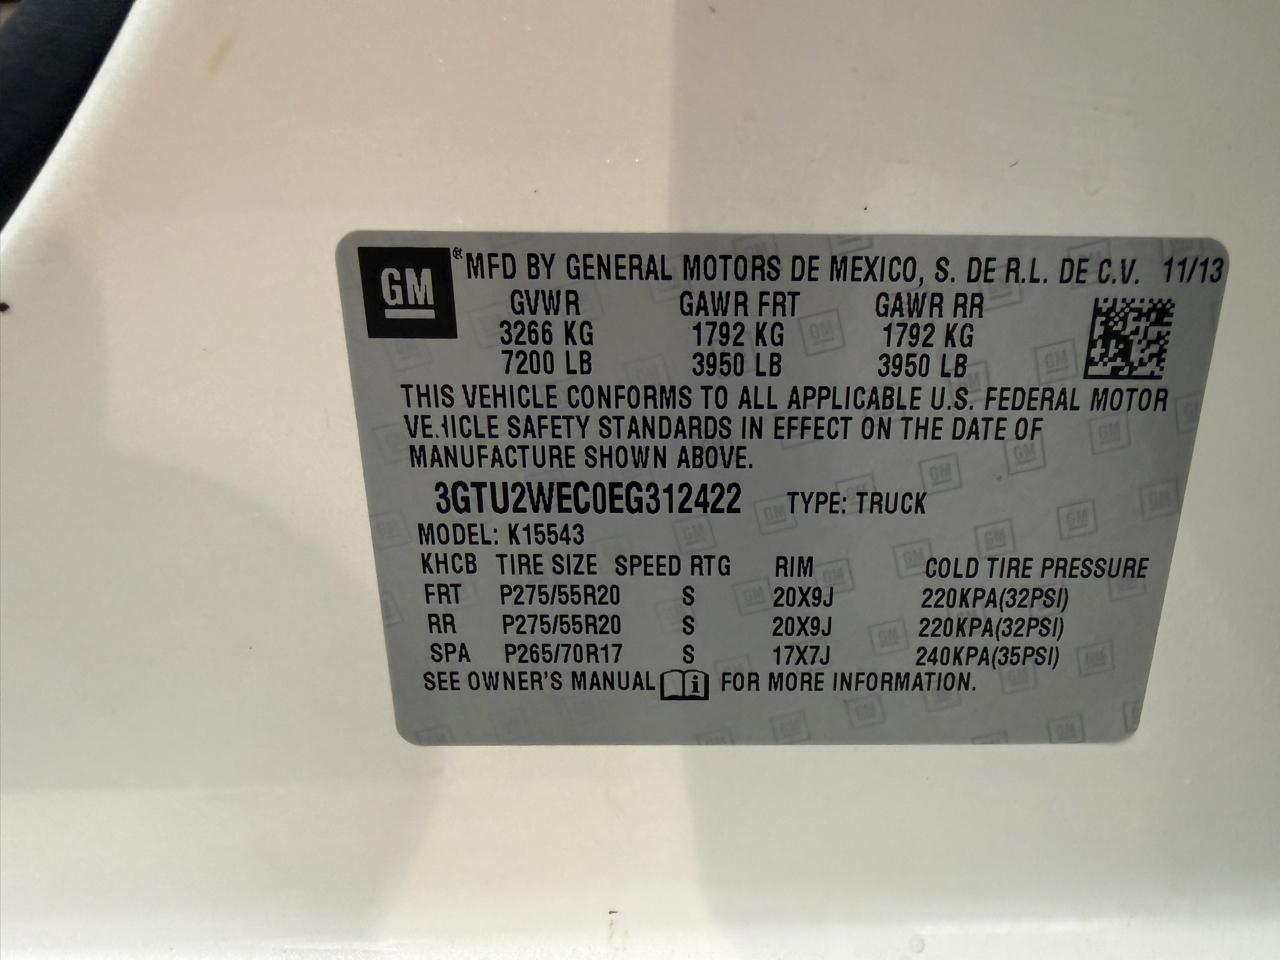 GM ® MFD BY GENERAL MOTORS DE MEXICO, S. DE R.L. DE C.V. 11/13
GVWR GAWR FRT GAWR RR
3266 KG 1792 KG 1792 KG
7200 LB 3950 LB 3950 LB
THIS VEHICLE CONFORMS TO ALL APPLICABLE U.S. FEDERAL MOTOR
VEHICLE SAFETY STANDARDS IN EFFECT ON THE DATE OF
MANUFACTURE SHOWN ABOVE.
3GTU2WEC0EG312422 TYPE: TRUCK
MODEL: K15543
KHCB TIRE SIZE SPEED RTG RIM COLD TIRE PRESSURE
FRT P275/55R20 S 20X9J 220KPA(32PSI)
RR P275/55R20 S 20X9J 220KPA(32PSI)
SPA P265/70R17 S 17X7J 240KPA(35PSI)
SEE OWNER'S MANUAL i FOR MORE INFORMATION.